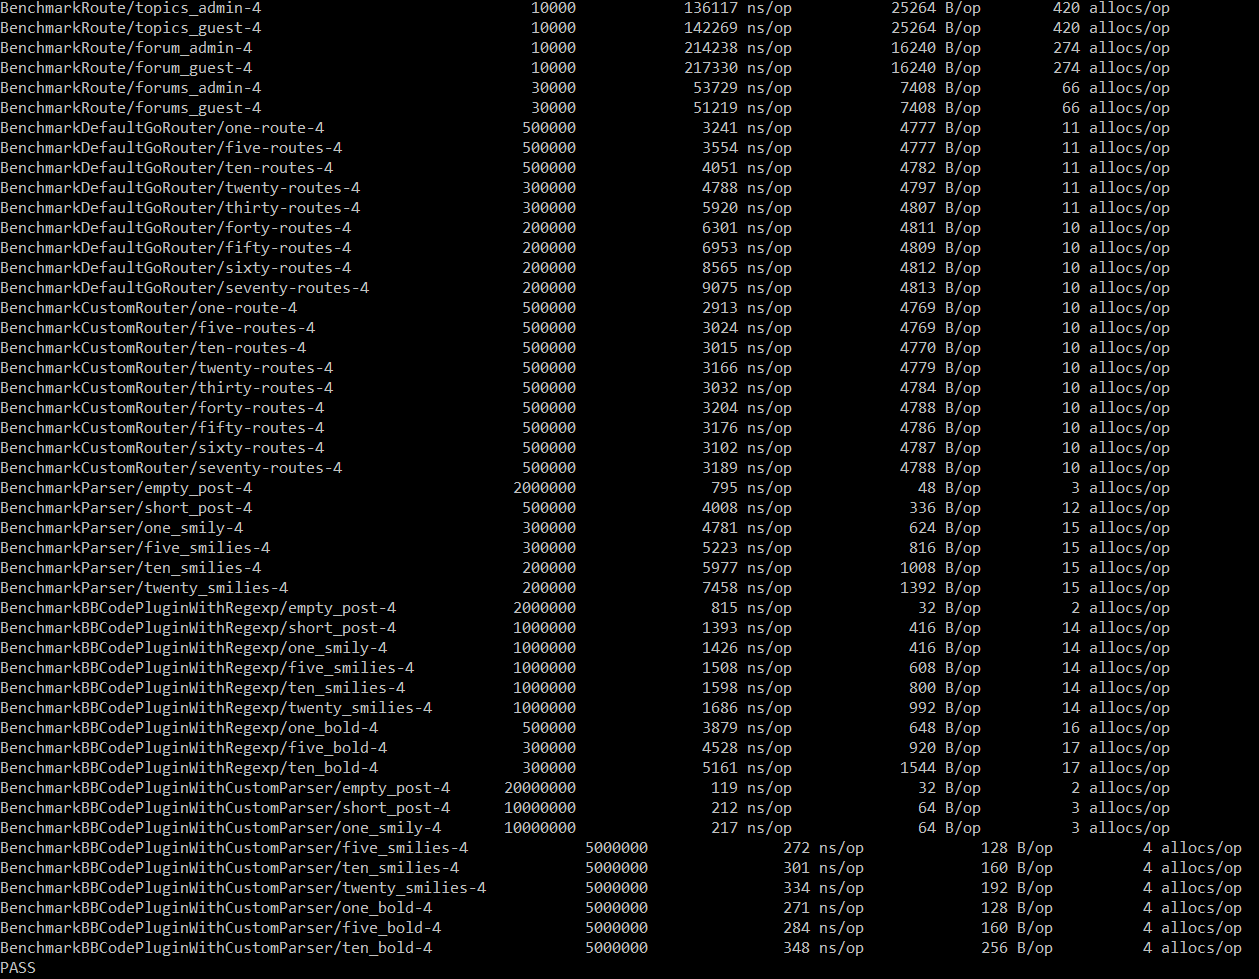 BenchmarkRoute/topics_admin-4 10000 136117 ns/op 25264 B/op 420 allocs/op
BenchmarkRoute/topics_guest-4 10000 142269 ns/op 25264 B/op 420 allocs/op
BenchmarkRoute/forum_admin-4 10000 214238 ns/op 16240 B/op 274 allocs/op
BenchmarkRoute/forum_guest-4 10000 217330 ns/op 16240 B/op 274 allocs/op
BenchmarkRoute/forums_admin-4 30000 53729 ns/op 7408 B/op 66 allocs/op
BenchmarkRoute/forums_guest-4 30000 51219 ns/op 7408 B/op 66 allocs/op
BenchmarkDefaultGoRouter/one-route-4 500000 3241 ns/op 4777 B/op 11 allocs/op
BenchmarkDefaultGoRouter/five-routes-4 500000 3554 ns/op 4777 B/op 11 allocs/op
BenchmarkDefaultGoRouter/ten-routes-4 500000 4051 ns/op 4782 B/op 11 allocs/op
BenchmarkDefaultGoRouter/twenty-routes-4 300000 4788 ns/op 4797 B/op 11 allocs/op
BenchmarkDefaultGoRouter/thirty-routes-4 300000 5920 ns/op 4807 B/op 11 allocs/op
BenchmarkDefaultGoRouter/forty-routes-4 200000 6301 ns/op 4811 B/op 10 allocs/op
BenchmarkDefaultGoRouter/fifty-routes-4 200000 6953 ns/op 4809 B/op 10 allocs/op
BenchmarkDefaultGoRouter/sixty-routes-4 200000 8565 ns/op 4812 B/op 10 allocs/op
BenchmarkDefaultGoRouter/seventy-routes-4 200000 9075 ns/op 4813 B/op 10 allocs/op
BenchmarkCustomRouter/one-route-4 500000 2913 ns/op 4769 B/op 10 allocs/op
BenchmarkCustomRouter/five-routes-4 500000 3024 ns/op 4769 B/op 10 allocs/op
BenchmarkCustomRouter/ten-routes-4 500000 3015 ns/op 4770 B/op 10 allocs/op
BenchmarkCustomRouter/twenty-routes-4 500000 3166 ns/op 4779 B/op 10 allocs/op
BenchmarkCustomRouter/thirty-routes-4 500000 3032 ns/op 4784 B/op 10 allocs/op
BenchmarkCustomRouter/forty-routes-4 500000 3204 ns/op 4788 B/op 10 allocs/op
BenchmarkCustomRouter/fifty-routes-4 500000 3176 ns/op 4786 B/op 10 allocs/op
BenchmarkCustomRouter/sixty-routes-4 500000 3102 ns/op 4787 B/op 10 allocs/op
BenchmarkCustomRouter/seventy-routes-4 500000 3189 ns/op 4788 B/op 10 allocs/op
BenchmarkParser/empty_post-4 2000000 795 ns/op 48 B/op 3 allocs/op
BenchmarkParser/short_post-4 500000 4008 ns/op 336 B/op 12 allocs/op
BenchmarkParser/one_smily-4 300000 4781 ns/op 624 B/op 15 allocs/op
BenchmarkParser/five_smilies-4 300000 5223 ns/op 816 B/op 15 allocs/op
BenchmarkParser/ten_smilies-4 200000 5977 ns/op 1008 B/op 15 allocs/op
BenchmarkParser/twenty_smilies-4 200000 7458 ns/op 1392 B/op 15 allocs/op
BenchmarkBBCodePluginWithRegexp/empty_post-4 2000000 815 ns/op 32 B/op 2 allocs/op
BenchmarkBBCodePluginWithRegexp/short_post-4 1000000 1393 ns/op 416 B/op 14 allocs/op
BenchmarkBBCodePluginWithRegexp/one_smily-4 1000000 1426 ns/op 416 B/op 14 allocs/op
BenchmarkBBCodePluginWithRegexp/five_smilies-4 1000000 1508 ns/op 608 B/op 14 allocs/op
BenchmarkBBCodePluginWithRegexp/ten_smilies-4 1000000 1598 ns/op 800 B/op 14 allocs/op
BenchmarkBBCodePluginWithRegexp/twenty_smilies-4 1000000 1686 ns/op 992 B/op 14 allocs/op
BenchmarkBBCodePluginWithRegexp/one_bold-4 500000 3879 ns/op 648 B/op 16 allocs/op
BenchmarkBBCodePluginWithRegexp/five_bold-4 300000 4528 ns/op 920 B/op 17 allocs/op
BenchmarkBBCodePluginWithRegexp/ten_bold-4 300000 5161 ns/op 1544 B/op 17 allocs/op
BenchmarkBBCodePluginWithCustomParser/empty_post-4 20000000 119 ns/op 32 B/op 2 allocs/op
BenchmarkBBCodePluginWithCustomParser/short_post-4 10000000 212 ns/op 64 B/op 3 allocs/op
BenchmarkBBCodePluginWithCustomParser/one_smily-4 10000000 217 ns/op 64 B/op 3 allocs/op
BenchmarkBBCodePluginWithCustomParser/five_smilies-4 5000000 272 ns/op 128 B/op 4 allocs/op
BenchmarkBBCodePluginWithCustomParser/ten_smilies-4 5000000 301 ns/op 160 B/op 4 allocs/op
BenchmarkBBCodePluginWithCustomParser/twenty_smilies-4 5000000 334 ns/op 192 B/op 4 allocs/op
BenchmarkBBCodePluginWithCustomParser/one_bold-4 5000000 271 ns/op 128 B/op 4 allocs/op
BenchmarkBBCodePluginWithCustomParser/five_bold-4 5000000 284 ns/op 160 B/op 4 allocs/op
BenchmarkBBCodePluginWithCustomParser/ten_bold-4 5000000 348 ns/op 256 B/op 4 allocs/op
PASS